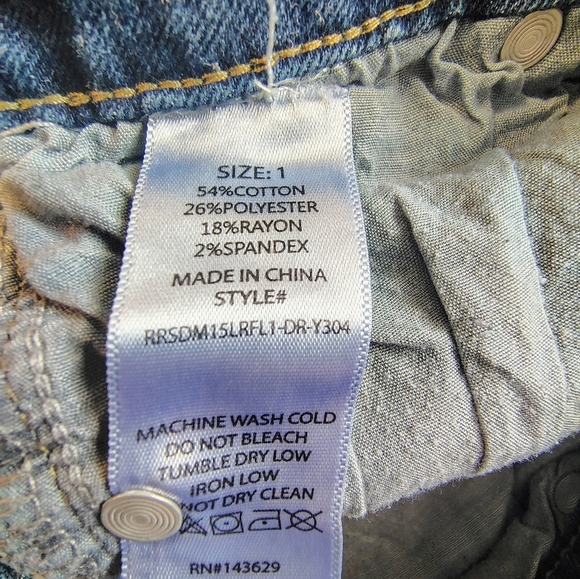 SIZE: 1
54%COTTON
26%POLYESTER
18%RAYON
2%SPANDEX
MADE IN CHINA
STYLE#
RRSDM15LRFL1-DR-Y304
MACHINE WASH COLD
DO NOT BLEACH
TUMBLE DRY LOW
IRON LOW
NOT DRY CLEAN
RN#143629